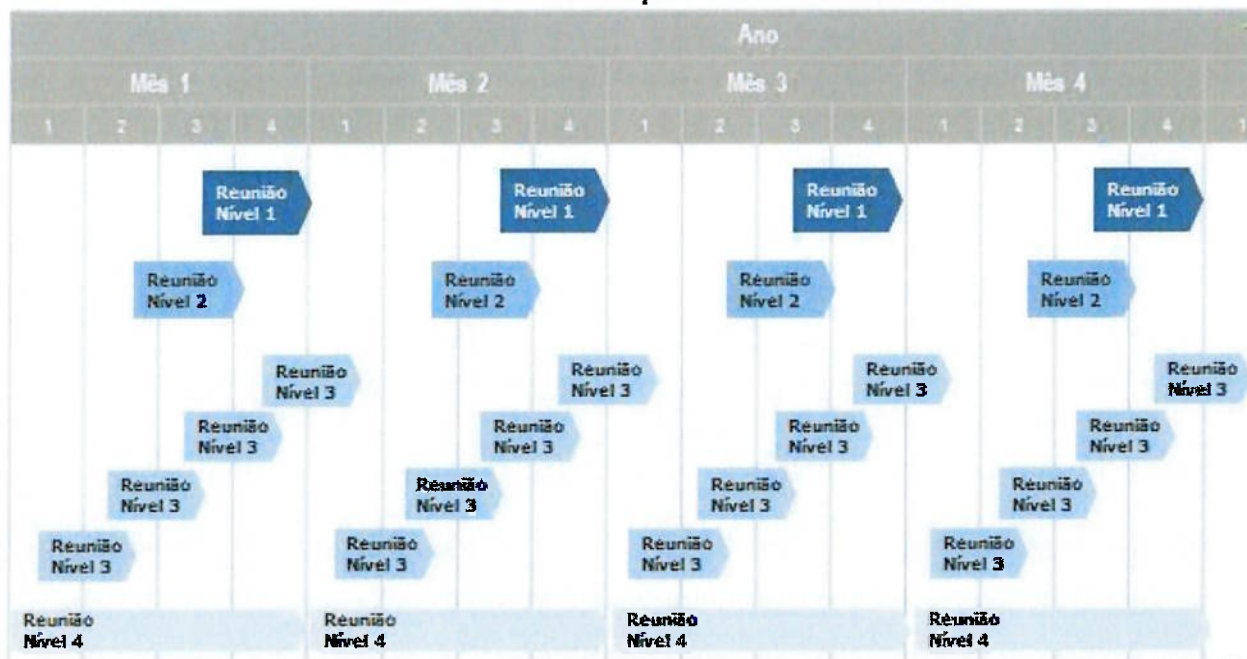 Ano
Mês 1 Mês 2 Mês 3 Mês 4
1 2 3 4 1 2 3 4 1 2 3 4 1 2 3 4 1
Reunião Reunião Reunião Reunião
Nível 1 Nível 1 Nível 1 Nível 1
Reunião Reunião Reunião Reunião
Nível 2 Nível 2 Nível 2 Nível 2
Reunião Reunião Reunião Reunião
Nível 3 Nível 3 Nível 3 Nível 3
Reunião Reunião Reunião Reunião
Nível 3 Nível 3 Nível 3 Nível 3
Reunião Reunião Reunião Reunião
Nível 3 Nível 3 Nível 3 Nível 3
Reunião Reunião Reunião Reunião
Nível 3 Nível 3 Nível 3 Nível 3
Reunião Reunião Reunião Reunião
Nível 4 Nível 4 Nível 4 Nível 4